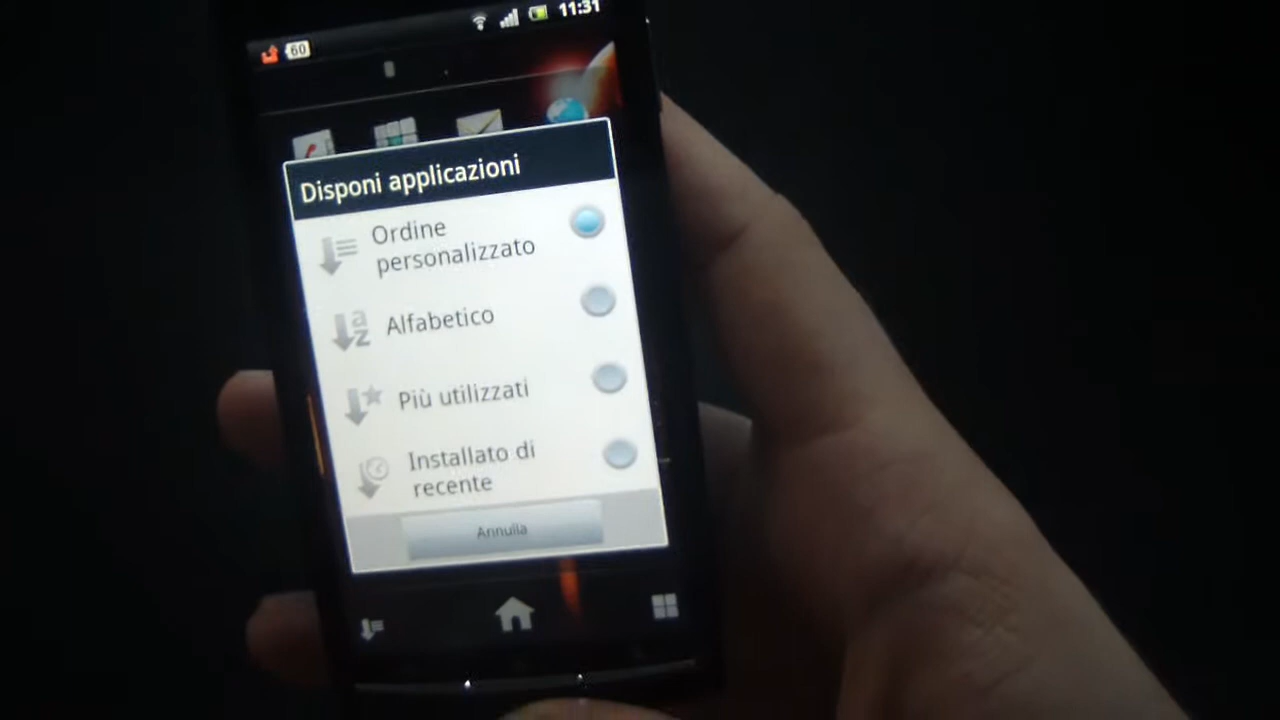 60 11:31
Disponi applicazioni
Ordine
personalizzato
a
z
Alfabetico
Più utilizzati
Installato di
recente
Annulla